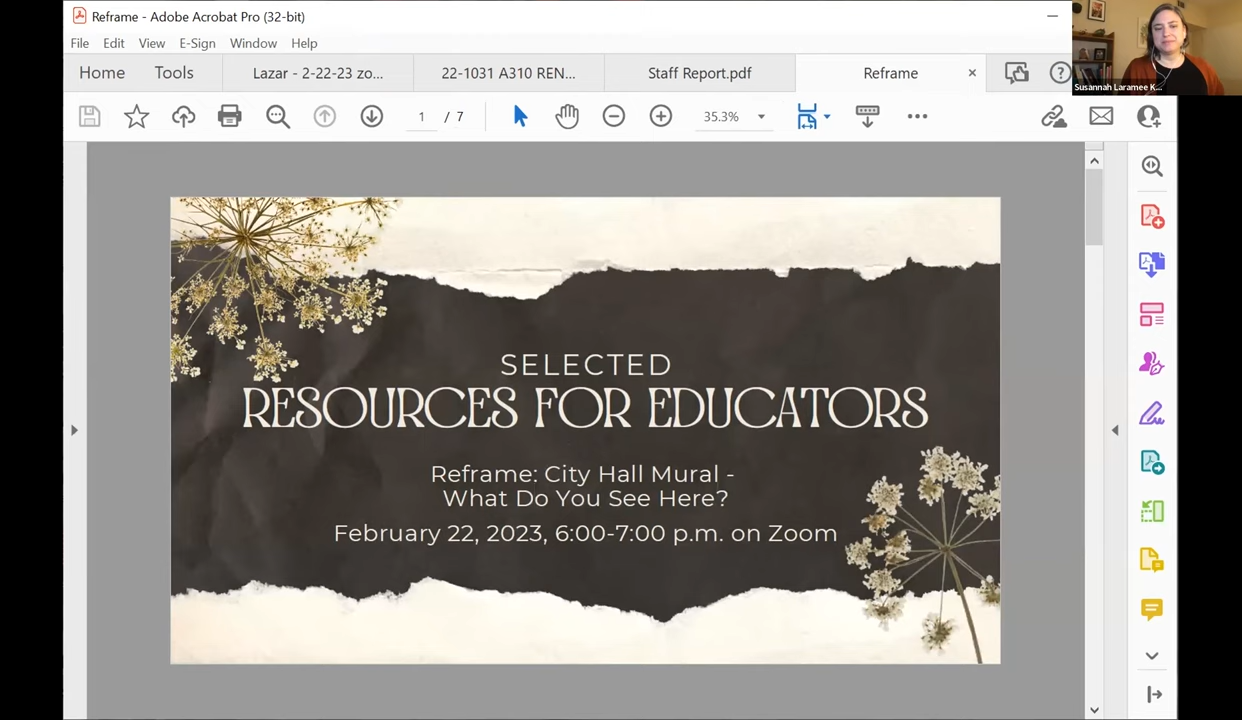 Reframe - Adobe Acrobat Pro (32-bit)
File Edit View E-Sign Window Help
Home Tools Lazar - 2-22-23 zo... 22-1031 A310 REN... Staff Report.pdf Reframe ×
1 / 7 35.3%
Susannah Laramee K...
SELECTED
RESOURCES FOR EDUCATORS
Reframe: City Hall Mural -
What Do You See Here?
February 22, 2023, 6:00-7:00 p.m. on Zoom